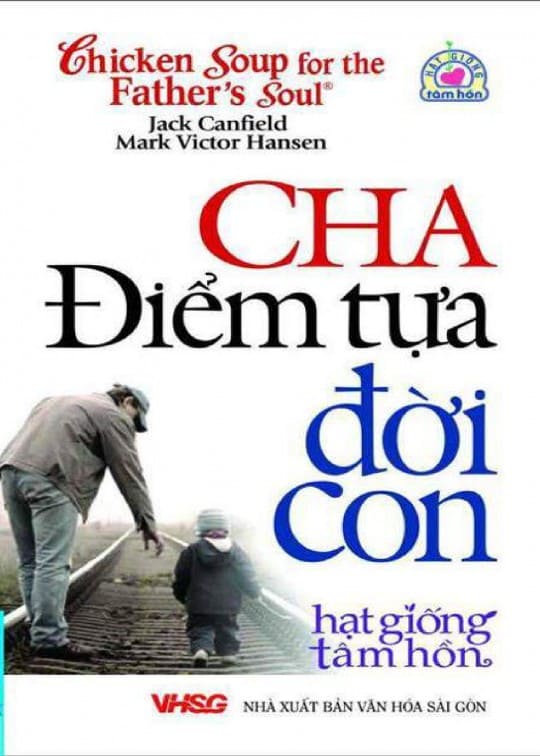 Chicken Soup for the
Father's Soul®
Jack Canfield
Mark Victor Hansen
HẠT GIỐNG
tâm hồn
CHA
Điểm tựa
đời
con
hạt giống
tâm hồn
VHSG NHÀ XUẤT BẢN VĂN HÓA SÀI GÒN